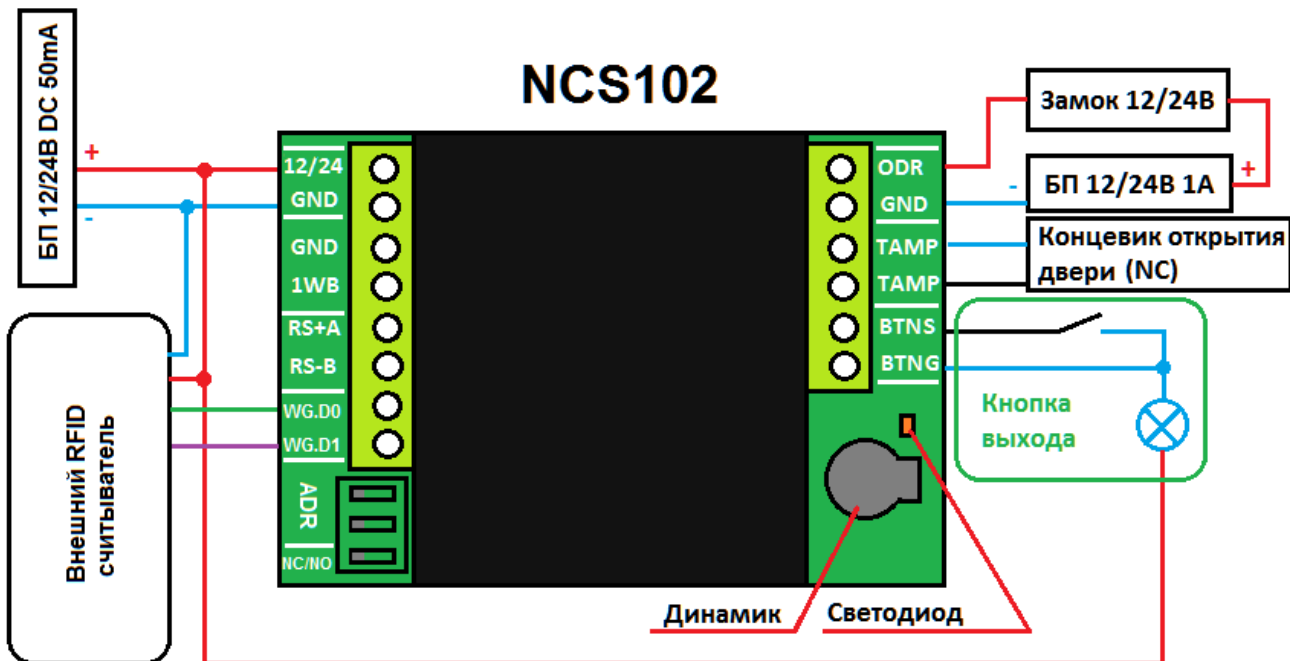 NCS102
БП 12/24В DC 50mA
+
-
Внешний RFID
считыватель
12/24
GND
GND
1WB
RS+A
RS-B
WG.D0
WG.D1
ADR
NC/NO
ODR
GND
TAMP
TAMP
BTNS
BTNG
Замок 12/24В
+
-
БП 12/24В 1А
Концевик открытия
двери (NC)
Кнопка
выхода
Динамик
Светодиод